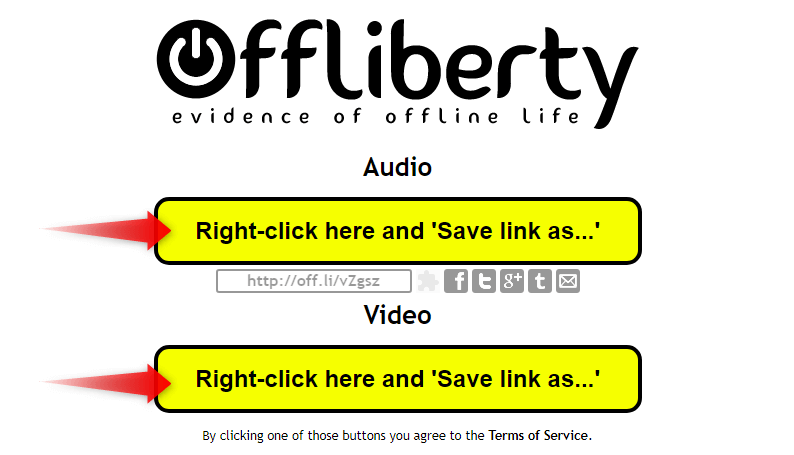 Offliberty
evidence of offline life
Audio
Right-click here and 'Save link as...'
http://off.li/vZgsz
f t g+ t
Video
Right-click here and 'Save link as...'
By clicking one of those buttons you agree to the Terms of Service.